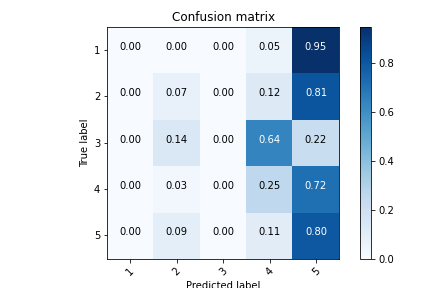 Confusion matrix
1 0.00 0.00 0.00 0.05 0.95
2 0.00 0.07 0.00 0.12 0.81
3 0.00 0.14 0.00 0.64 0.22
4 0.00 0.03 0.00 0.25 0.72
5 0.00 0.09 0.00 0.11 0.80
1 2 3 4 5
True label
Predicted label
0.8
0.6
0.4
0.2
0.0